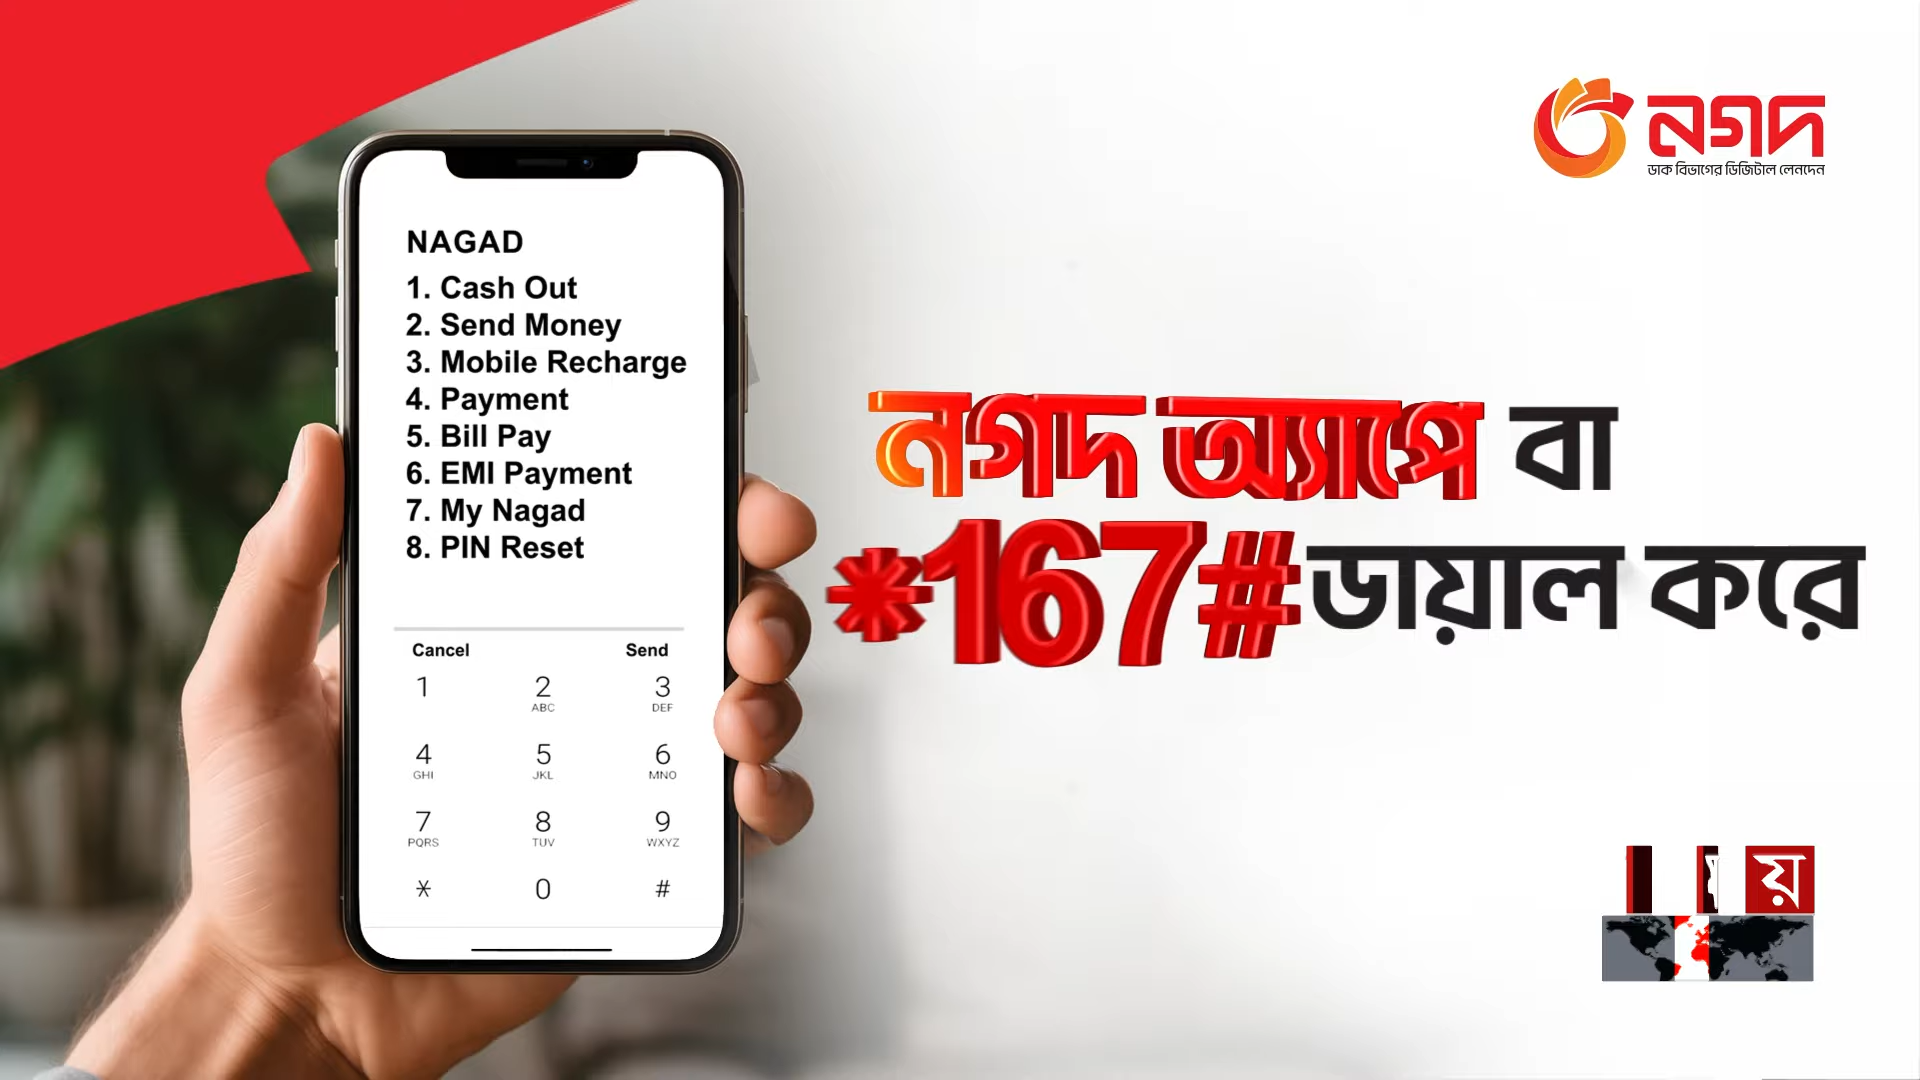 নগদ
ডাক বিভাগের ডিজিটাল লেনদেন
NAGAD
1. Cash Out
2. Send Money
3. Mobile Recharge
4. Payment
5. Bill Pay
6. EMI Payment
7. My Nagad
8. PIN Reset
Cancel Send
1 2 3
ABC DEF
4 5 6
GHI JKL MNO
7 8 9
PQRS TUV WXYZ
* 0 #
নগদ অ্যাপে বা
*167# ডায়াল করে
য়